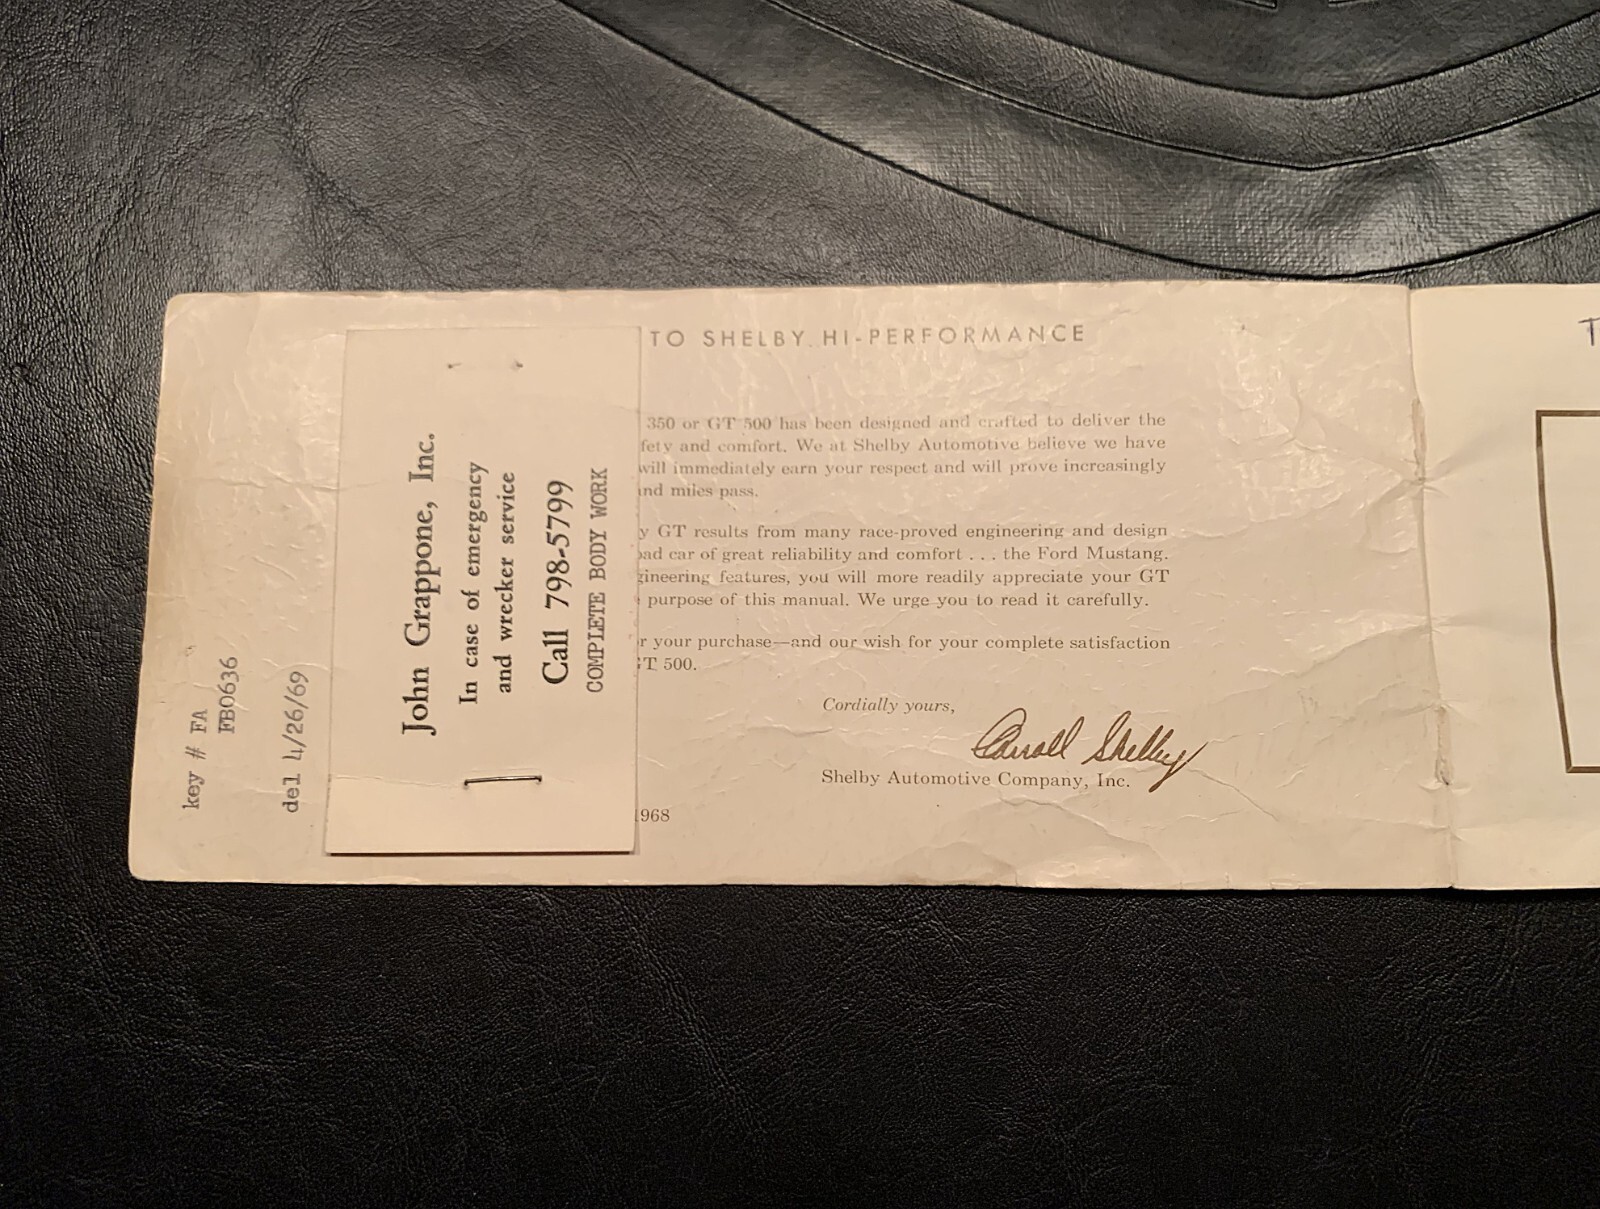 TO SHELBY HI-PERFORMANCE
350 or GT 500 has been designed and crafted to deliver the
fety and comfort. We at Shelby Automotive believe we have
will immediately earn your respect and will prove increasingly
nd miles pass.
y GT results from many race-proved engineering and design
ad car of great reliability and comfort . . . the Ford Mustang.
gineering features, you will more readily appreciate your GT
purpose of this manual. We urge you to read it carefully.
r your purchase—and our wish for your complete satisfaction
T 500.
Cordially yours,
Carroll Shelby
Shelby Automotive Company, Inc.
968
John Grappone, Inc.
In case of emergency
and wrecker service
Call 798-5799
COMPLETE BODY WORK
key # FA
FB0636
del 4/26/69
T